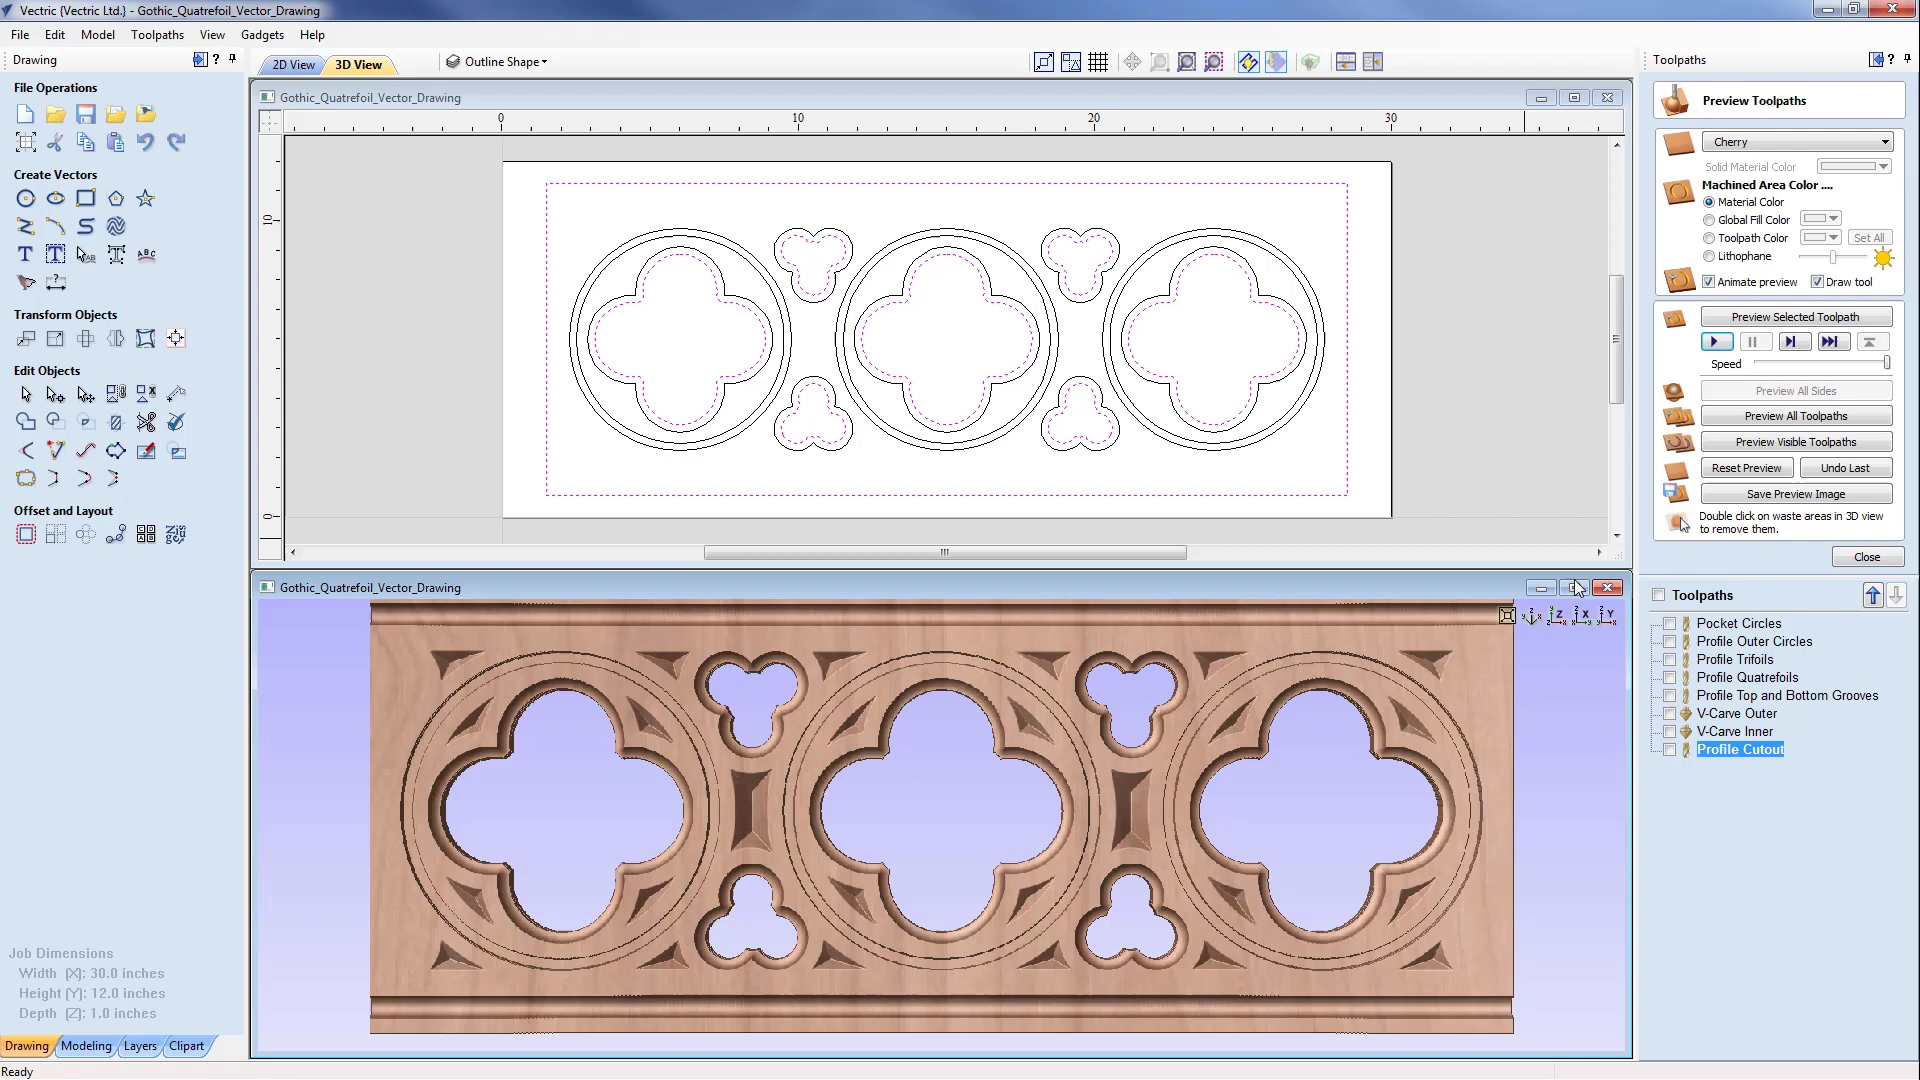 Vectric {Vectric Ltd.} - Gothic_Quatrefoil_Vector_Drawing
File Edit Model Toolpaths View Gadgets Help
Drawing
File Operations
Create Vectors
Transform Objects
Edit Objects
Offset and Layout
Job Dimensions
Width (X): 30.0 inches
Height (Y): 12.0 inches
Depth (Z): 1.0 inches
Drawing Modeling Layers Clipart
Ready
2D View 3D View Outline Shape
Gothic_Quatrefoil_Vector_Drawing
0 10 20 30
10
0
Gothic_Quatrefoil_Vector_Drawing
Toolpaths
Preview Toolpaths
Cherry
Solid Material Color
Machined Area Color ....
Material Color
Global Fill Color
Toolpath Color Set All
Lithophane
Animate preview Draw tool
Preview Selected Toolpath
Speed
Preview All Sides
Preview All Toolpaths
Preview Visible Toolpaths
Reset Preview Undo Last
Save Preview Image
Double click on waste areas in 3D view
to remove them.
Close
Toolpaths
Pocket Circles
Profile Outer Circles
Profile Trifoils
Profile Quatrefoils
Profile Top and Bottom Grooves
V-Carve Outer
V-Carve Inner
Profile Cutout